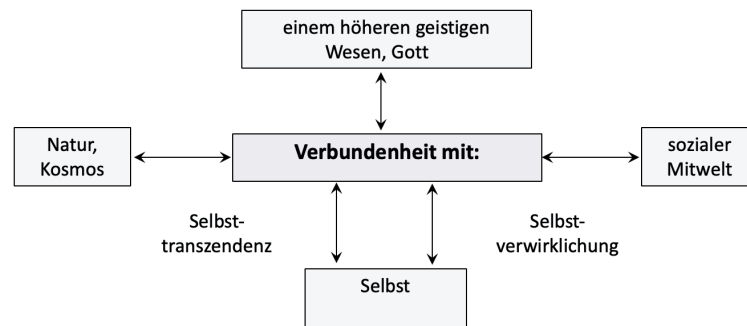 einem höheren geistigen
Wesen, Gott
Natur,
Kosmos
Verbundenheit mit:
sozialer
Mitwelt
Selbst-
transzendenz
Selbst-
verwirklichung
Selbst